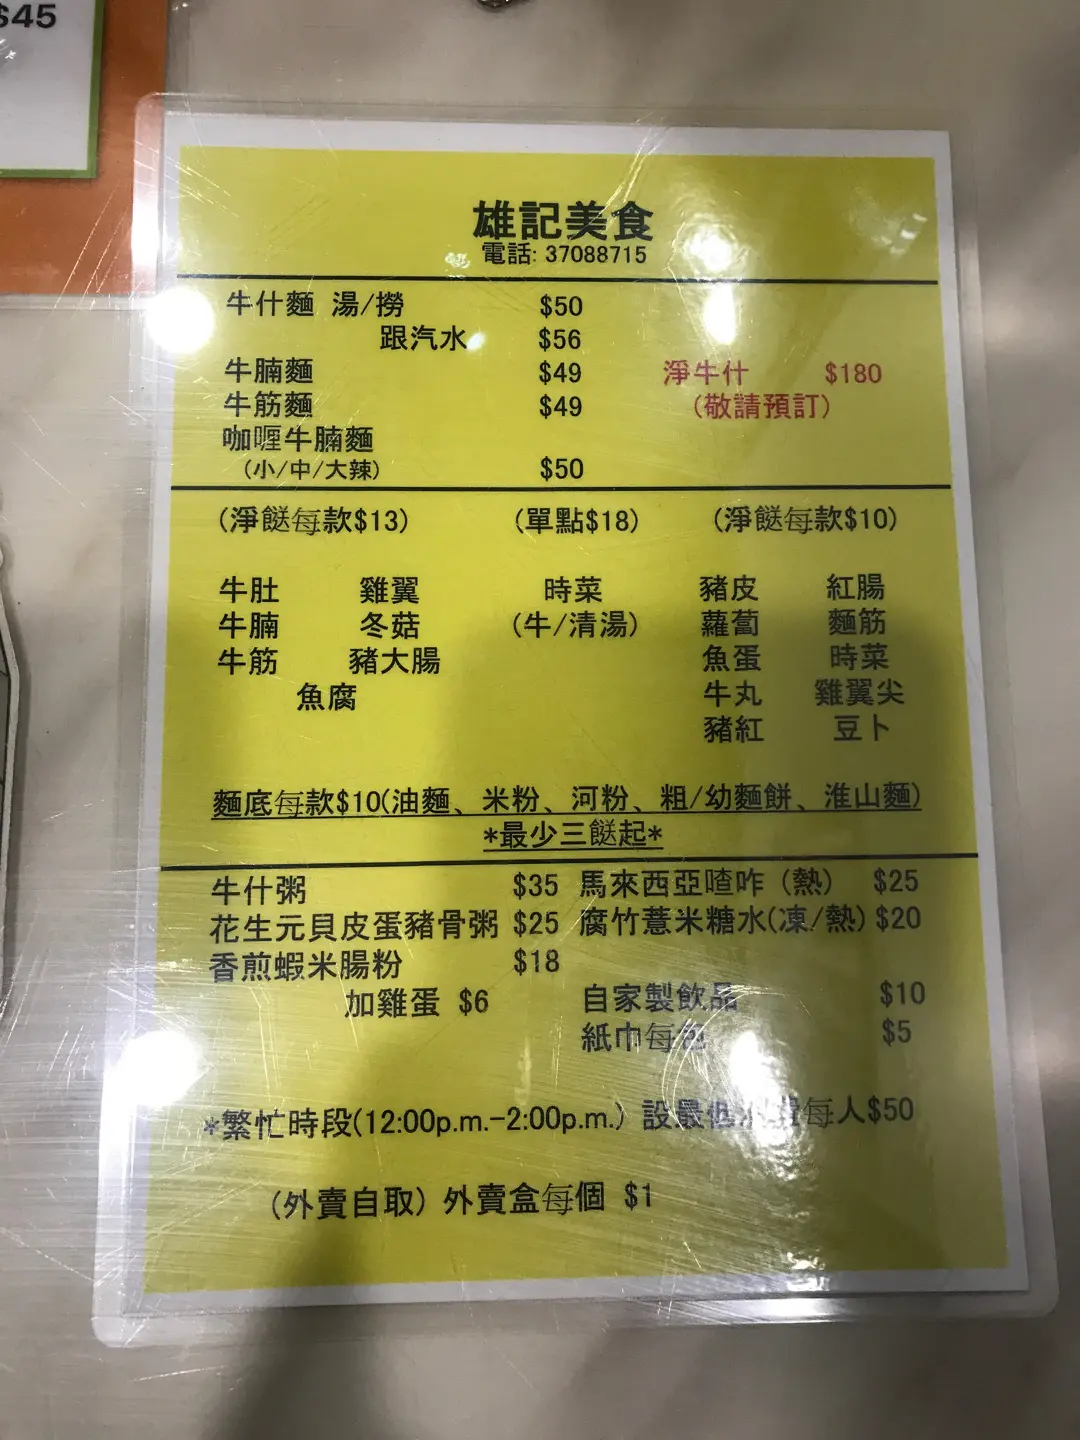 $45
雄記美食
電話: 37088715
牛什麵 湯/撈 $50
跟汽水 $56
牛腩麵 $49 淨牛什 $180
牛筋麵 $49 (敬請預訂)
咖喱牛腩麵
(小/中/大辣) $50
(淨餸每款$13) (單點$18) (淨餸每款$10)
牛肚 雞翼 時菜 豬皮 紅腸
牛腩 冬菇 (牛/清湯) 蘿蔔 麵筋
牛筋 豬大腸 魚蛋 時菜
魚腐 牛丸 雞翼尖
豬紅 豆卜
麵底每款$10(油麵、米粉、河粉、粗/幼麵餅、淮山麵)
*最少三餸起*
牛什粥 $35 馬來西亞喳咋 (熱) $25
花生元貝皮蛋豬骨粥 $25 腐竹薏米糖水(凍/熱) $20
香煎蝦米腸粉 $18
加雞蛋 $6 自家製飲品 $10
紙巾每包 $5
*繁忙時段(12:00p.m.-2:00p.m.) 設最低 每人$50
(外賣自取) 外賣盒每個 $1